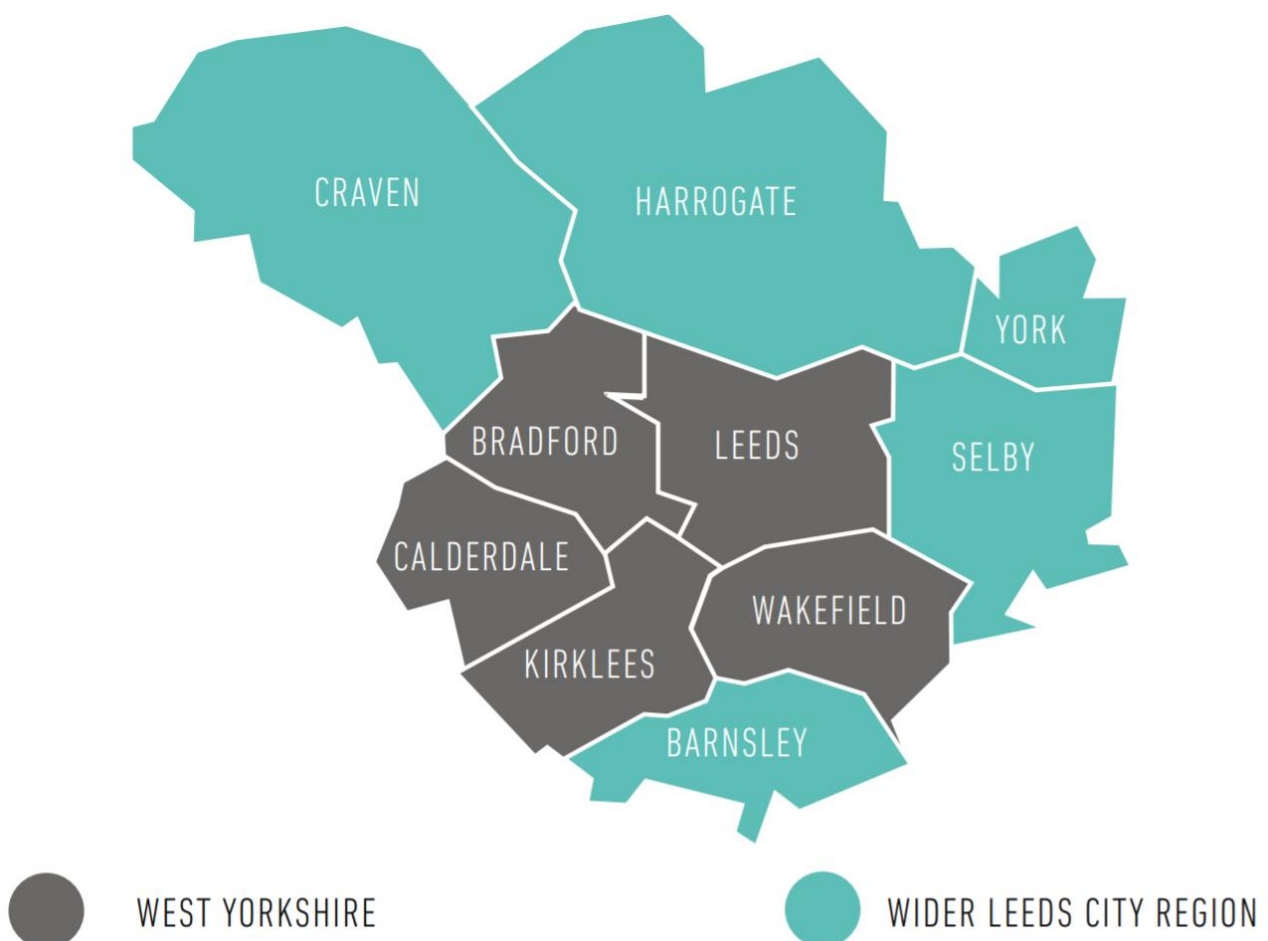 CRAVEN
HARROGATE
YORK
BRADFORD
LEEDS
SELBY
CALDERDALE
WAKEFIELD
KIRKLEES
BARNSLEY
WEST YORKSHIRE
WIDER LEEDS CITY REGION